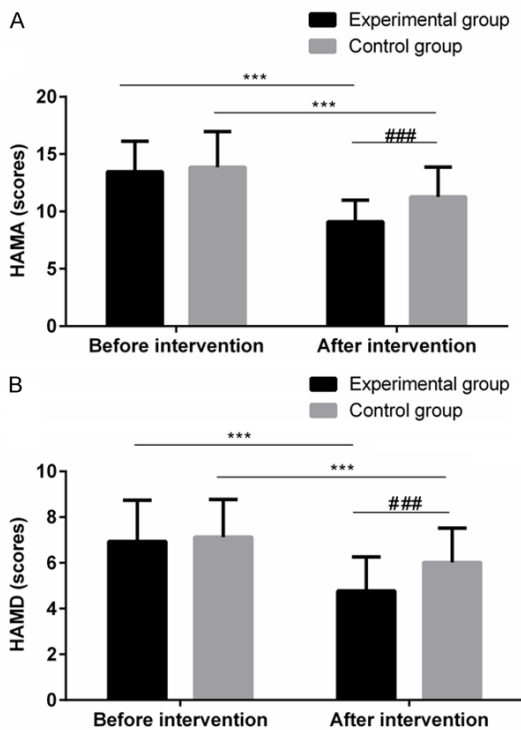 A
Experimental group
Control group
***
***
###
20
15
10
5
0
HAMA (scores)
Before intervention After intervention
B
Experimental group
Control group
***
***
###
10
8
6
4
2
0
HAMD (scores)
Before intervention After intervention